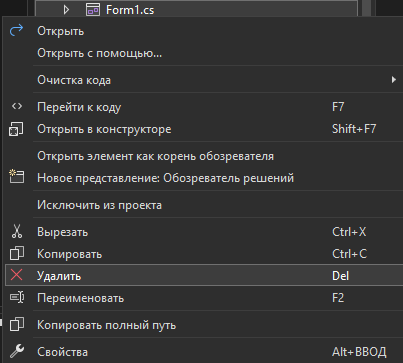 Form1.cs
Открыть
Открыть с помощью...
Очистка кода
Перейти к коду F7
Открыть в конструкторе Shift+F7
Открыть элемент как корень обозревателя
Новое представление: Обозреватель решений
Исключить из проекта
Вырезать Ctrl+X
Копировать Ctrl+C
Удалить Del
Переименовать F2
Копировать полный путь
Свойства Alt+ВВОД